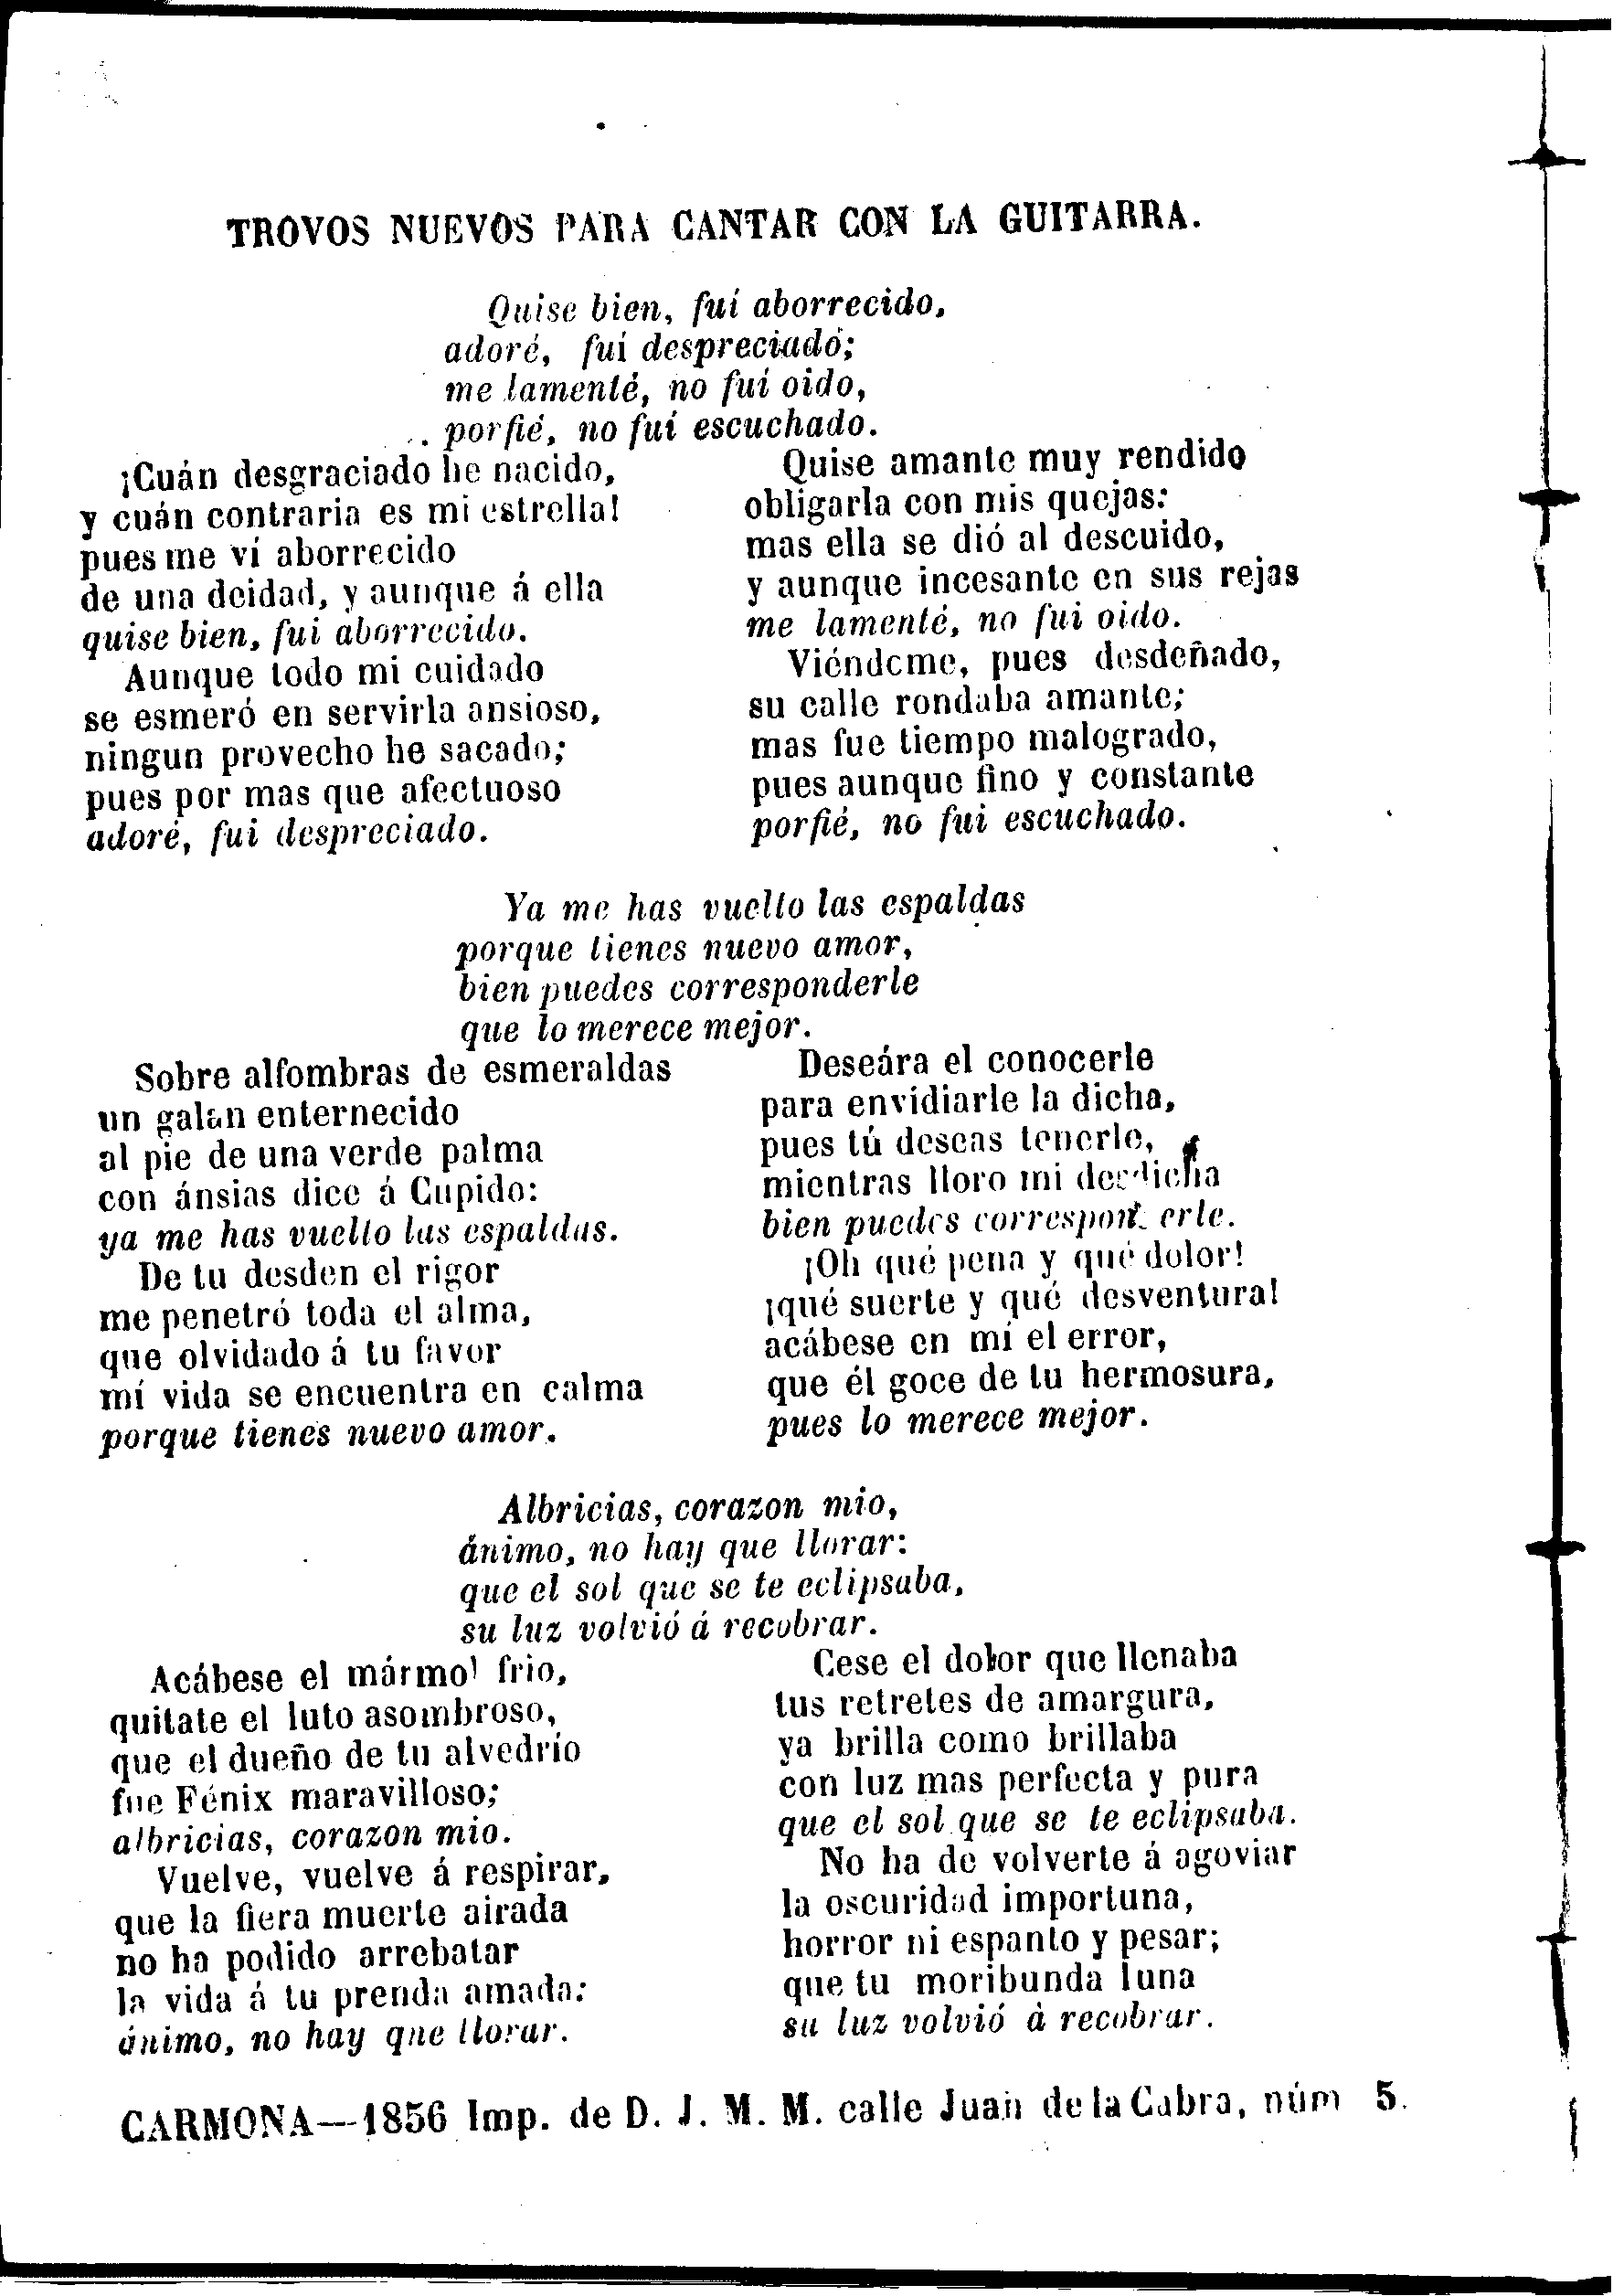 TROVOS NUEVOS PARA CANTAR CON LA GUITARRA.
Quise bien, fuí aborrecido,
adoré, fuí despreciado;
me lamenté, no fuí oido,
porfié, no fuí escuchado.
¡Cuán desgraciado he nacido,
y cuán contraria es mi estrella!
pues me ví aborrecido
de una deidad, y aunque á ella
quise bien, fui aborrecido.
Aunque todo mi cuidado
se esmeró en servirla ansioso,
ningun provecho he sacado;
pues por mas que afectuoso
adoré, fui despreciado.
Quise amante muy rendido
obligarla con mis quejas:
mas ella se dió al descuido,
y aunque incesante en sus rejas
me lamenté, no fui oido.
Viéndome, pues desdeñado,
su calle rondaba amante;
mas fue tiempo malogrado,
pues aunque fino y constante
porfié, no fui escuchado.
Ya me has vuelto las espaldas
porque tienes nuevo amor,
bien puedes corresponderle
que lo merece mejor.
Sobre alfombras de esmeraldas
un galan enternecido
al pie de una verde palma
con ánsias dice á Cupido:
ya me has vuelto las espaldas.
De tu desden el rigor
me penetró toda el alma,
que olvidado á tu favor
mí vida se encuentra en calma
porque tienes nuevo amor.
Deseára el conocerle
para envidiarle la dicha,
pues tú deseas tenerle,
mientras lloro mi desdicha
bien puedes corresponderle.
¡Oh qué pena y qué dolor!
¡qué suerte y qué desventura!
acábese en mí el error,
que él goce de tu hermosura,
pues lo merece mejor.
Albricias, corazon mio,
ánimo, no hay que llorar:
que el sol que se te eclipsaba,
su luz volvió á recobrar.
Acábese el mármol frio,
quitate el luto asombroso,
que el dueño de tu alvedrío
fue Fénix maravilloso;
albricias, corazon mio.
Vuelve, vuelve á respirar,
que la fiera muerte airada
no ha podido arrebatar
la vida á tu prenda amada:
ánimo, no hay que llorar.
Cese el dolor que llenaba
tus retretes de amargura,
ya brilla como brillaba
con luz mas perfecta y pura
que el sol que se te eclipsaba.
No ha de volverte á agoviar
la oscuridad importuna,
horror ni espanto y pesar;
que tu moribunda luna
su luz volvió à recobrar.
CARMONA—1856 Imp. de D. J. M. M. calle Juan de la Cabra, núm 5.